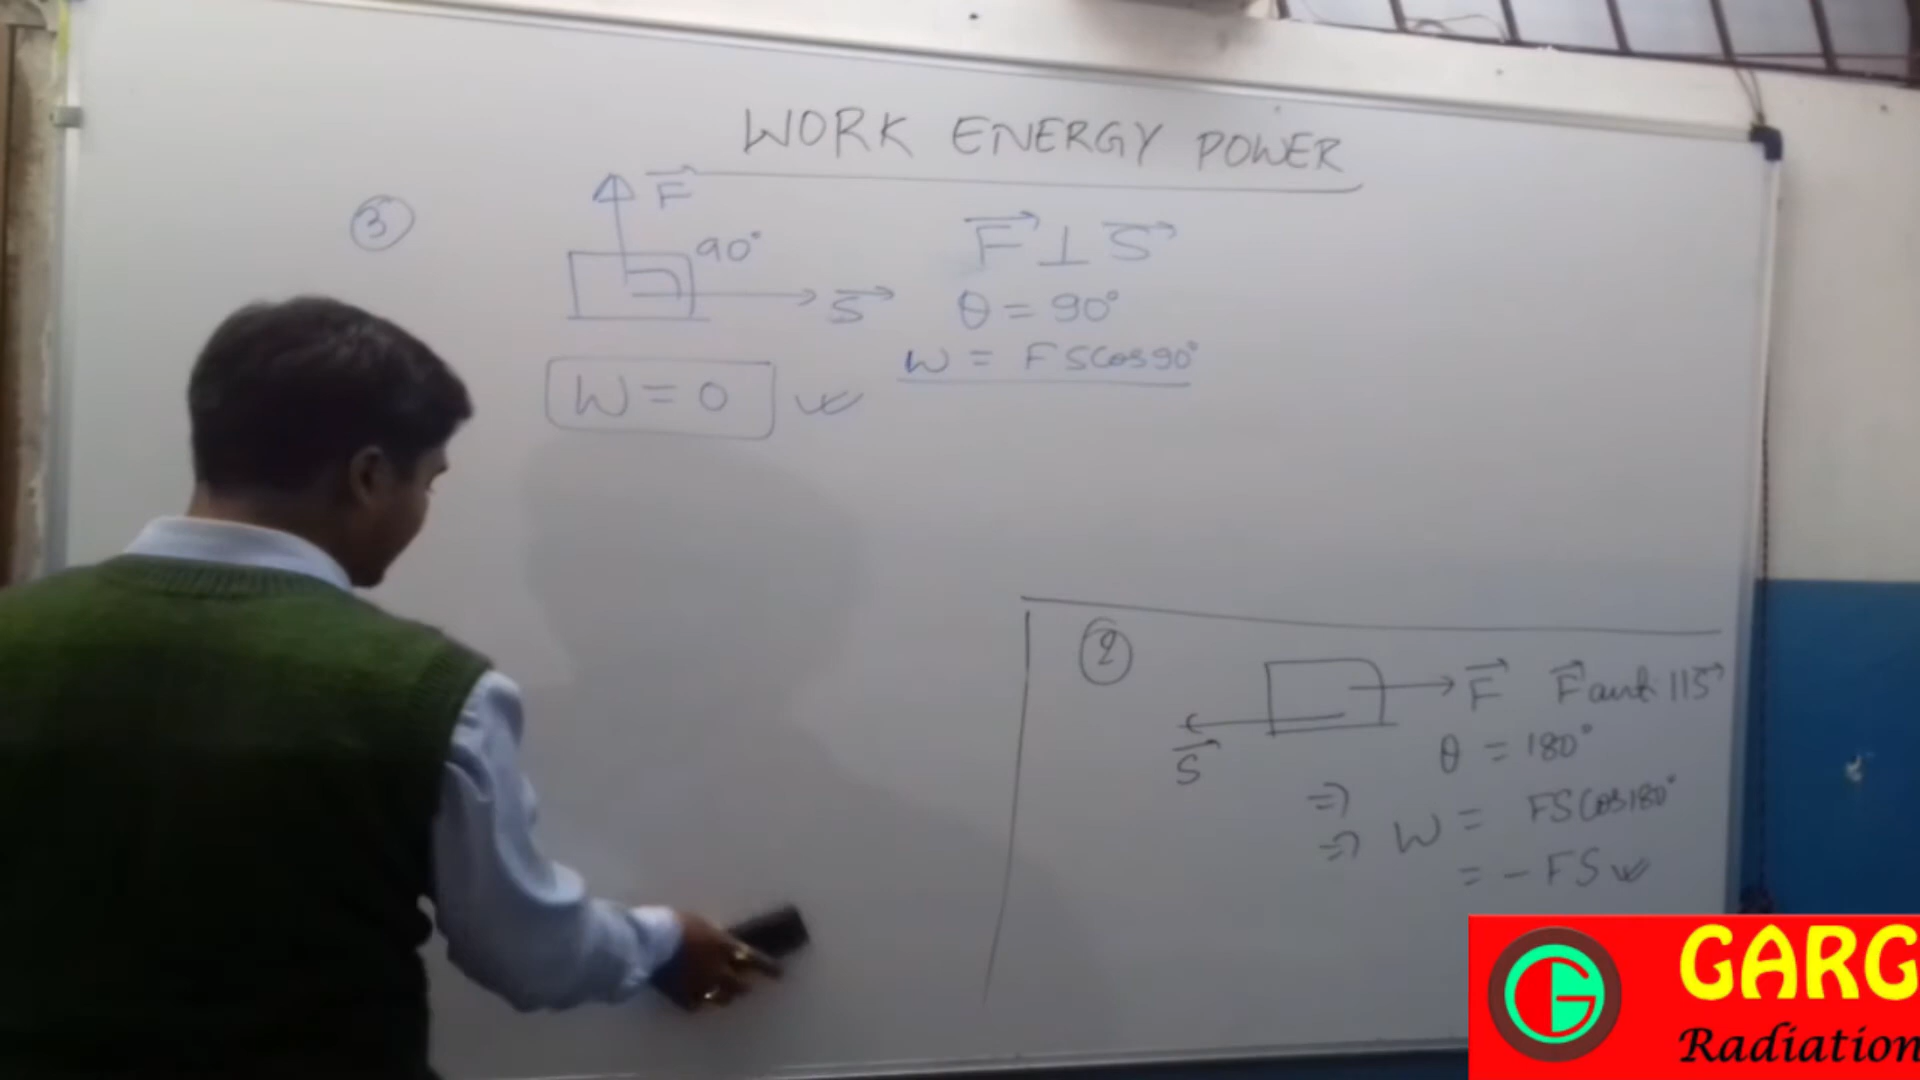 WORK ENERGY POWER
③
F
90°
S
F ⊥ S
θ = 90°
W = FScos90°
W = 0
②
F
F anti || S
S
θ = 180°
⇒
⇒ W = FSCos180°
= - FS
GARG
Radiation